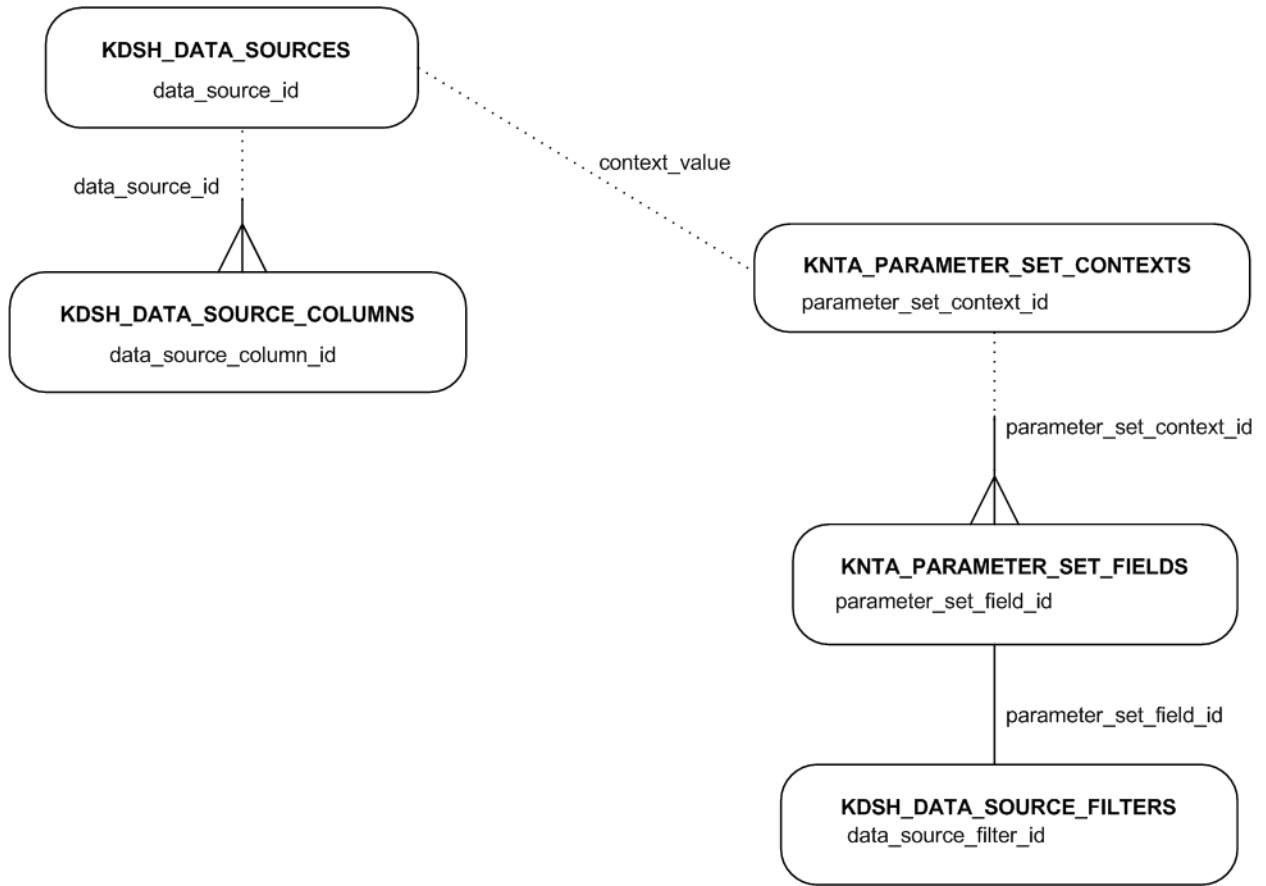 KDSH_DATA_SOURCES
data_source_id
data_source_id
context_value
KDSH_DATA_SOURCE_COLUMNS
data_source_column_id
KNTA_PARAMETER_SET_CONTEXTS
parameter_set_context_id
parameter_set_context_id
KNTA_PARAMETER_SET_FIELDS
parameter_set_field_id
parameter_set_field_id
KDSH_DATA_SOURCE_FILTERS
data_source_filter_id